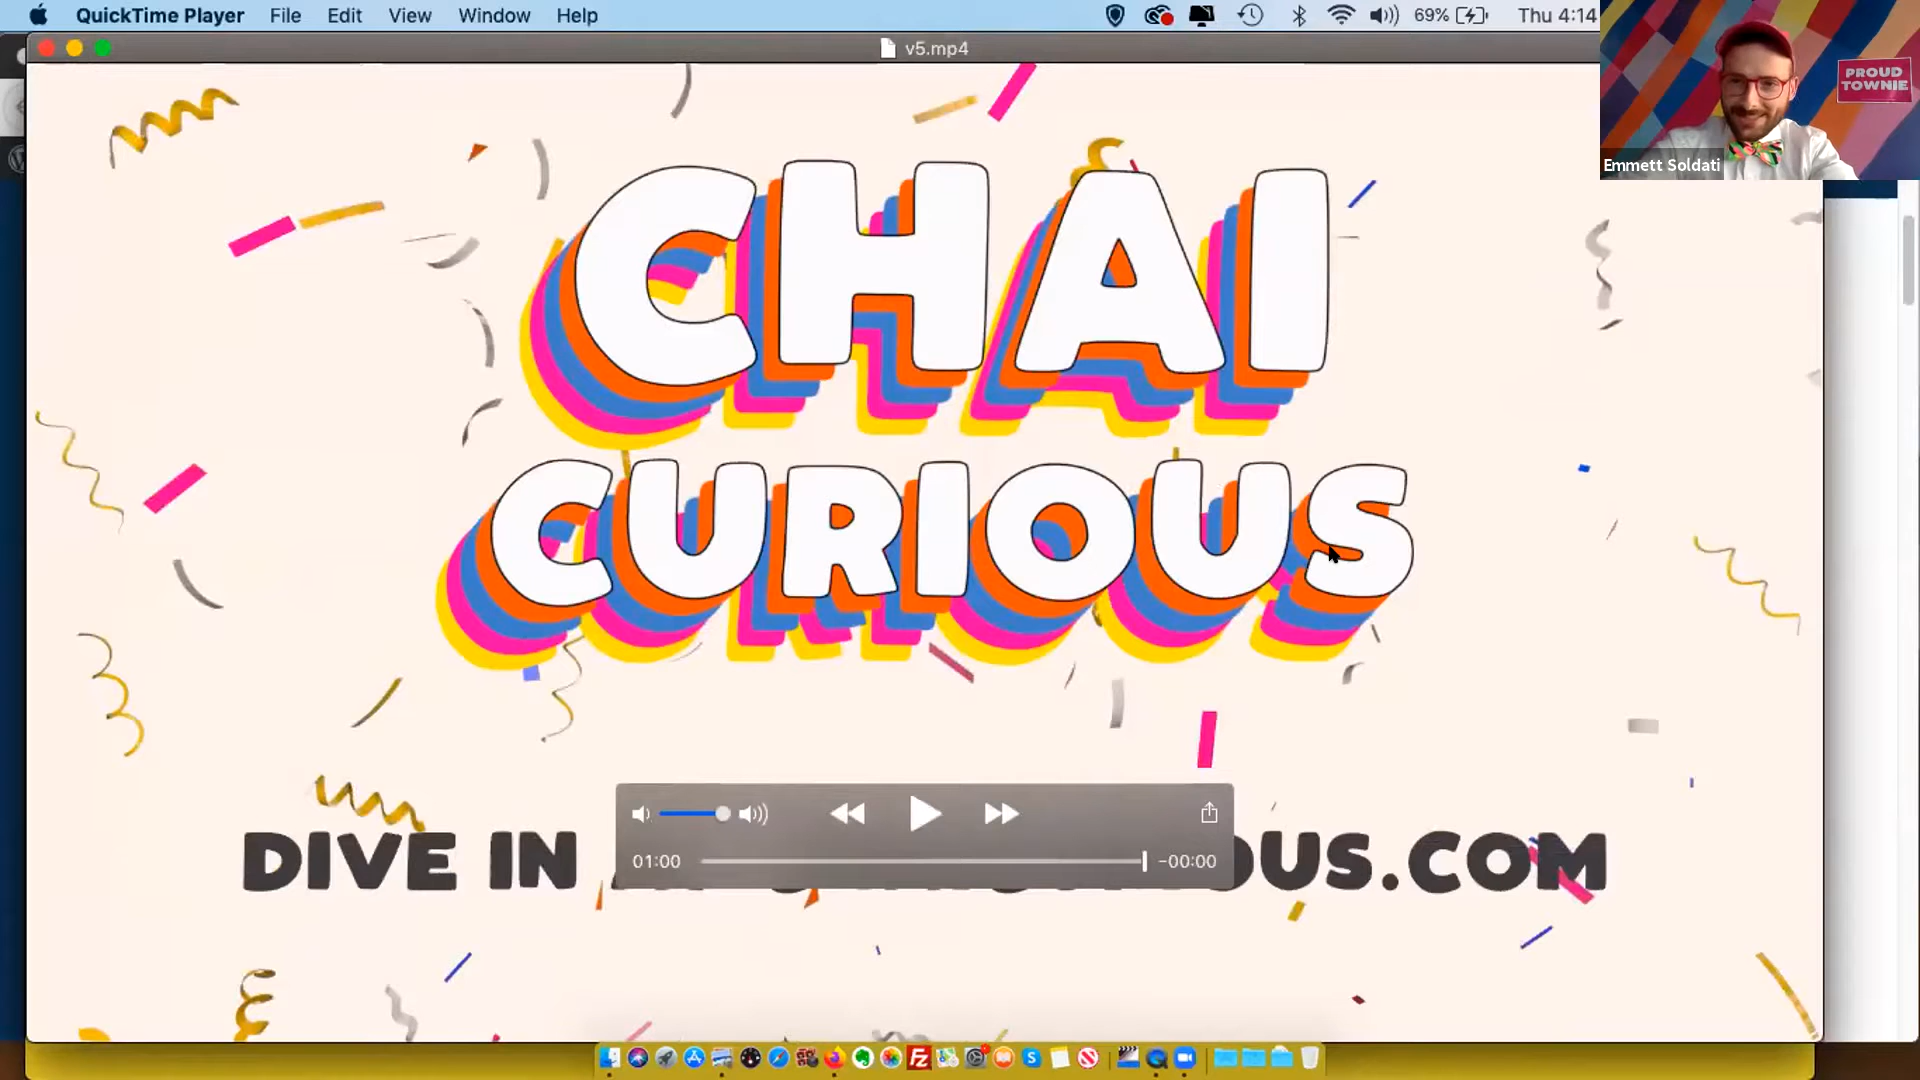 QuickTime Player File Edit View Window Help 69% Thu 4:14
v5.mp4
PROUD
TOWNIE
Emmett Soldati
CHAI
CURIOUS
DIVE IN OUS.COM
01:00 -00:00